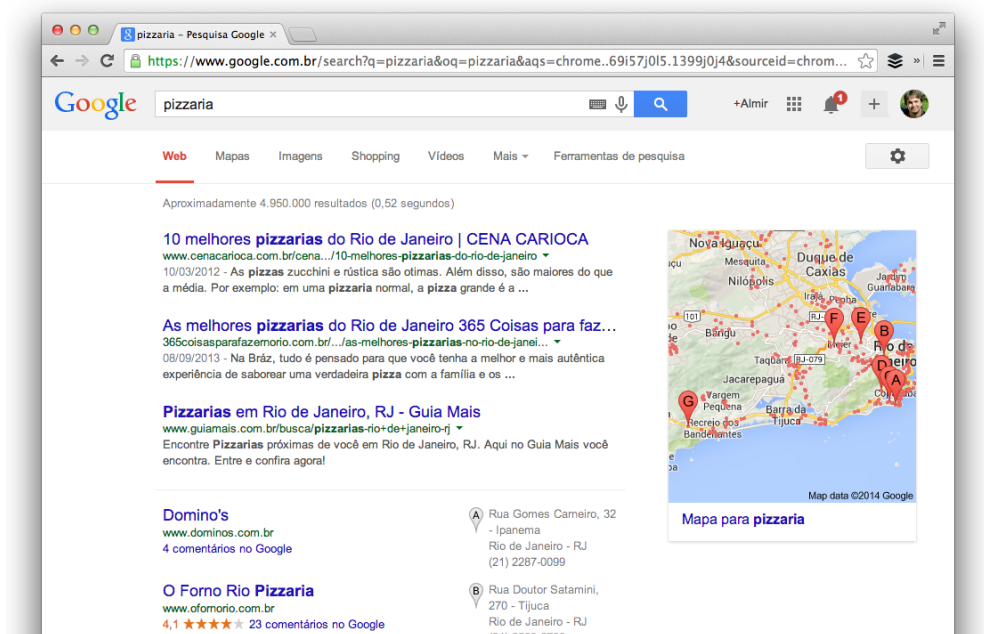 pizzaria - Pesquisa Google ×
https://www.google.com.br/search?q=pizzaria&oq=pizzaria&aqs=chrome..69i57j0l5.1399j0j4&sourceid=chrom...
Google
pizzaria
+Almir
1
Web Mapas Imagens Shopping Vídeos Mais Ferramentas de pesquisa
Aproximadamente 4.950.000 resultados (0,52 segundos)
10 melhores pizzarias do Rio de Janeiro | CENA CARIOCA
www.cenacarioca.com.br/cena.../10-melhores-pizzarias-do-rio-de-janeiro
10/03/2012 - As pizzas zucchini e rústica são otimas. Além disso, são maiores do que
a média. Por exemplo: em uma pizzaria normal, a pizza grande é a ...
As melhores pizzarias do Rio de Janeiro 365 Coisas para faz...
365coisasparafazernorio.com.br/.../as-melhores-pizzarias-no-rio-de-janei...
08/09/2013 - Na Bráz, tudo é pensado para que você tenha a melhor e mais autêntica
experiência de saborear uma verdadeira pizza com a família e os ...
Pizzarias em Rio de Janeiro, RJ - Guia Mais
www.guiamais.com.br/busca/pizzarias-rio+de+janeiro-rj
Encontre Pizzarias próximas de você em Rio de Janeiro, RJ. Aqui no Guia Mais você
encontra. Entre e confira agora!
Domino's
www.dominos.com.br
4 comentários no Google
A
Rua Gomes Carneiro, 32
- Ipanema
Rio de Janeiro - RJ
(21) 2287-0099
O Forno Rio Pizzaria
www.ofornorio.com.br
4,1 ★★★★★ 23 comentários no Google
B
Rua Doutor Satamini,
270 - Tijuca
Rio de Janeiro - RJ
Nova Iguaçu
Mesquita
Duque de
Caxias
Nilópolis
Jardim
Guanabara
Irajá
Penha
101
RJ-
F
E
B
Bangu
Meier
Rio de
Janeiro
Taquara
RJ-079
D
C
A
Jacarepaguá
G
Vargem
Pequena
Barra da
Tijuca
Recreio dos
Bandeirantes
Map data ©2014 Google
Mapa para pizzaria